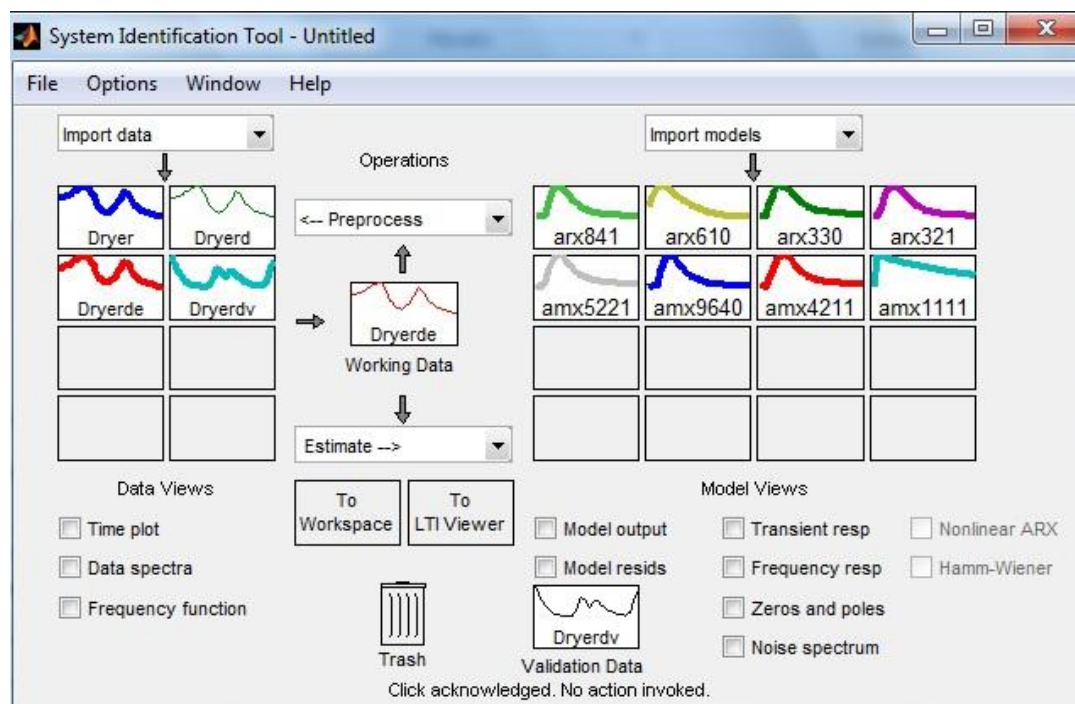 System Identification Tool - Untitled
File Options Window Help
Import data
Import models
Operations
Dryer Dryerd
<-- Preprocess
arx841 arx610 arx330 arx321
Dryerde Dryerdv
Dryerde
amx5221 amx9640 amx4211 amx1111
Working Data
Estimate -->
Data Views
To Workspace
To LTI Viewer
Model Views
Time plot
Model output
Transient resp
Nonlinear ARX
Data spectra
Model resids
Frequency resp
Hamm-Wiener
Frequency function
Zeros and poles
Dryerdv
Noise spectrum
Trash
Validation Data
Click acknowledged. No action invoked.